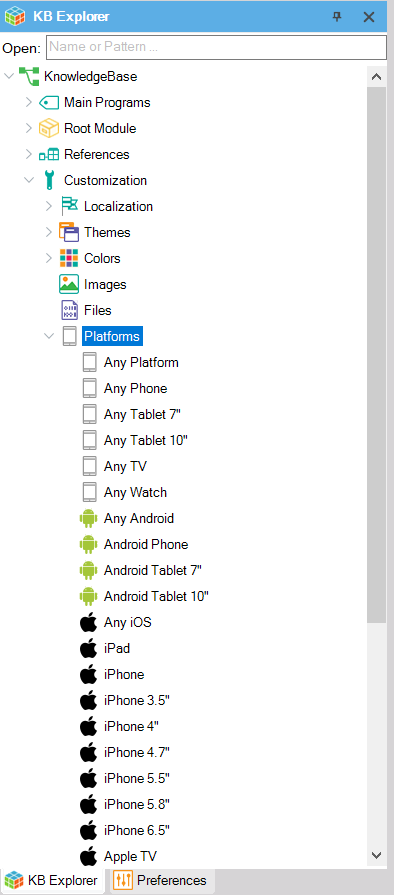 KB Explorer
Open: Name or Pattern ...
KnowledgeBase
Main Programs
Root Module
References
Customization
Localization
Themes
Colors
Images
Files
Platforms
Any Platform
Any Phone
Any Tablet 7"
Any Tablet 10"
Any TV
Any Watch
Any Android
Android Phone
Android Tablet 7"
Android Tablet 10"
Any iOS
iPad
iPhone
iPhone 3.5"
iPhone 4"
iPhone 4.7"
iPhone 5.5"
iPhone 5.8"
iPhone 6.5"
Apple TV
KB Explorer Preferences